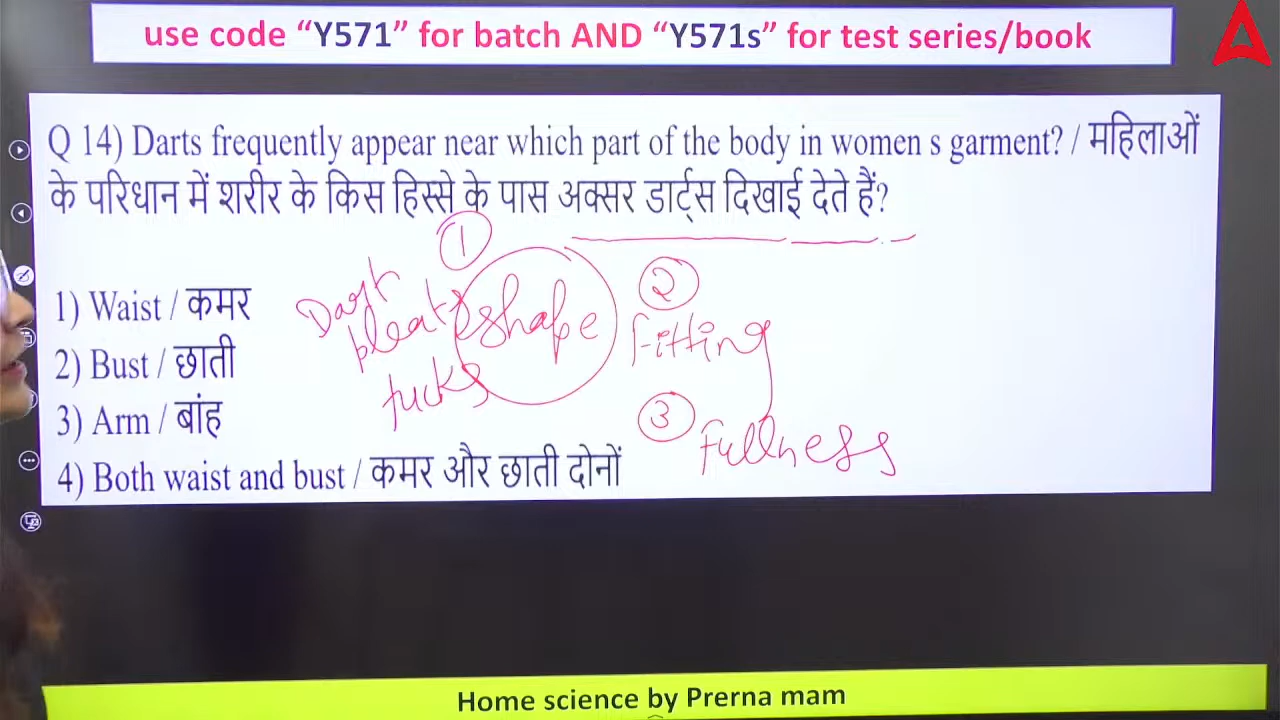 use code “Y571” for batch AND “Y571s” for test series/book
Q 14) Darts frequently appear near which part of the body in women s garment? / महिलाओं
के परिधान में शरीर के किस हिस्से के पास अक्सर डार्ट्स दिखाई देते हैं?
1
Dart
pleats
tucks
shape
2
fitting
3
Fullness
1) Waist / कमर
2) Bust / छाती
3) Arm / बांह
4) Both waist and bust / कमर और छाती दोनों
Home science by Prerna mam